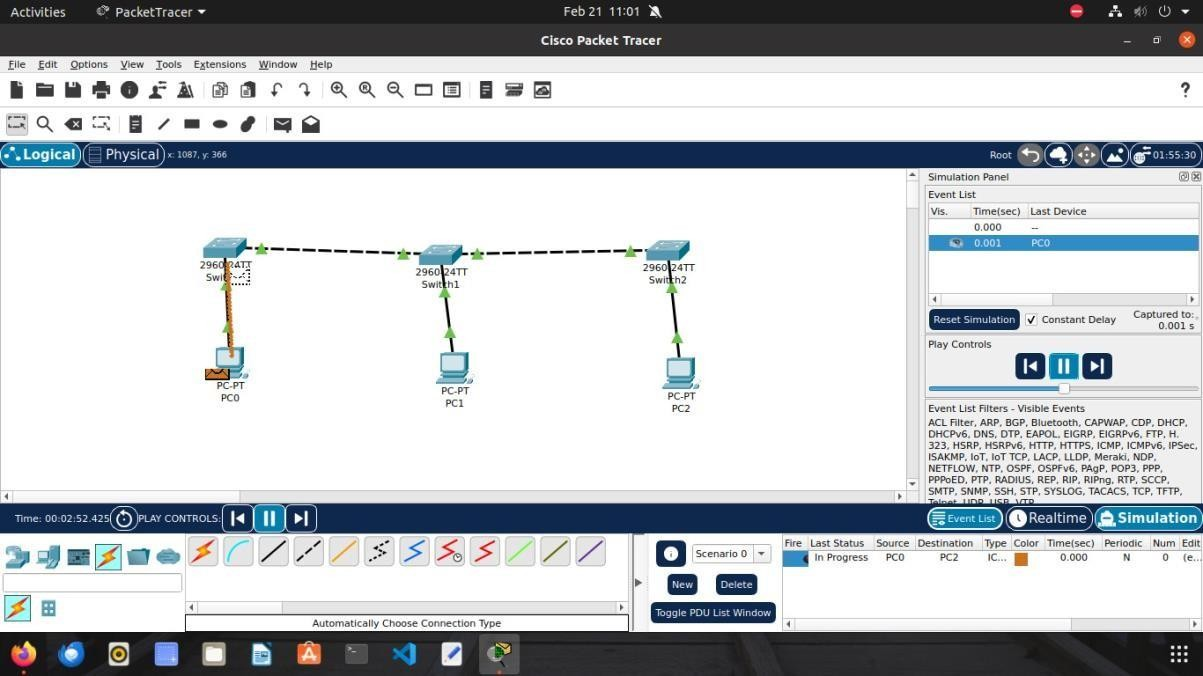 Activities PacketTracer Feb 21 11:01
Cisco Packet Tracer
File Edit Options View Tools Extensions Window Help
?
Logical Physical x: 1087, y: 366 Root 01:55:30
Simulation Panel
Event List
Vis. Time(sec) Last Device
0.000 --
0.001 PC0
Reset Simulation Constant Delay Captured to:
0.001 s
Play Controls
Event List Filters - Visible Events
ACL Filter, ARP, BGP, Bluetooth, CAPWAP, CDP, DHCP,
DHCPv6, DNS, DTP, EAPOL, EIGRP, EIGRPv6, FTP, H.
323, HSRP, HSRPv6, HTTP, HTTPS, ICMP, ICMPv6, IPSec,
ISAKMP, IoT, IoT TCP, LACP, LLDP, Meraki, NDP,
NETFLOW, NTP, OSPF, OSPFv6, PAgP, POP3, PPP,
PPPoED, PTP, RADIUS, REP, RIP, RIPng, RTP, SCCP,
SMTP, SNMP, SSH, STP, SYSLOG, TACACS, TCP, TFTP,
Telnet, UDP, USB, VTP
2960-24TT
Switch1
2960-24TT
Switch2
PC-PT
PC0
PC-PT
PC1
PC-PT
PC2
Time: 00:02:52.425 PLAY CONTROLS: Event List Realtime Simulation
Scenario 0
New Delete
Toggle PDU List Window
Automatically Choose Connection Type
Fire Last Status Source Destination Type Color Time(sec) Periodic Num Edit
In Progress PC0 PC2 IC... 0.000 N 0 (e...